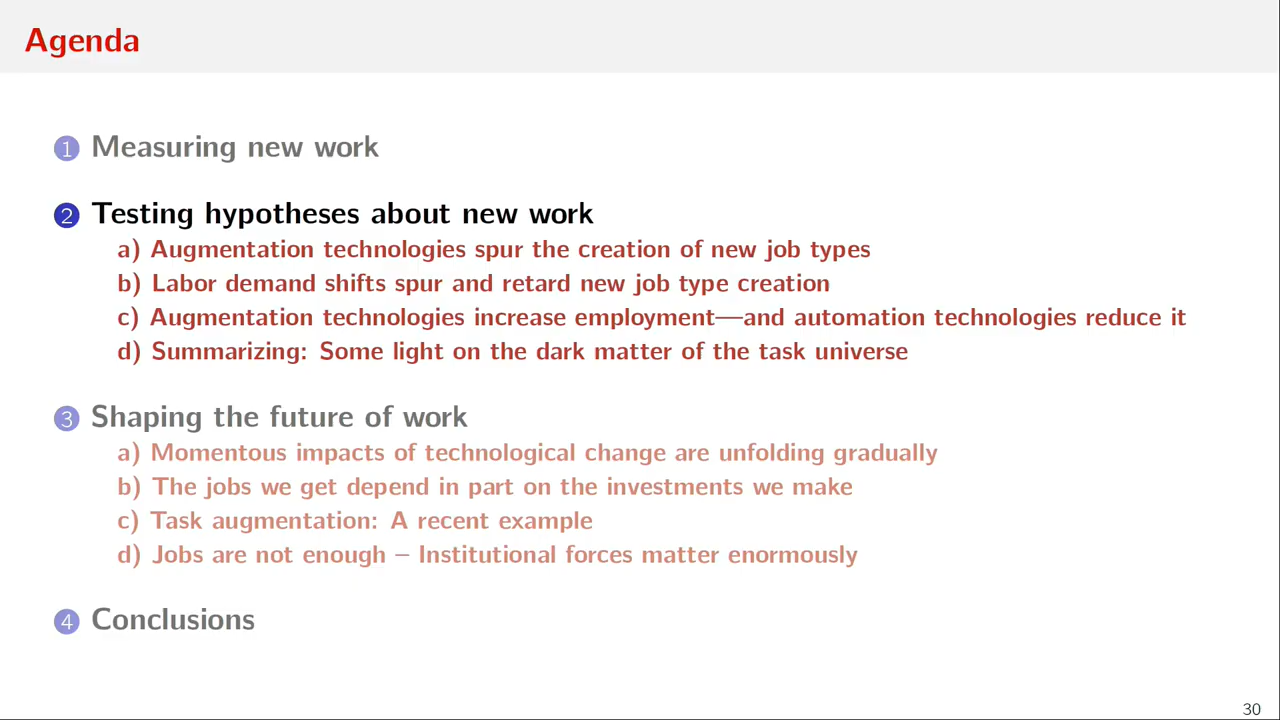 Agenda
1 Measuring new work
2 Testing hypotheses about new work
a) Augmentation technologies spur the creation of new job types
b) Labor demand shifts spur and retard new job type creation
c) Augmentation technologies increase employment—and automation technologies reduce it
d) Summarizing: Some light on the dark matter of the task universe
3 Shaping the future of work
a) Momentous impacts of technological change are unfolding gradually
b) The jobs we get depend in part on the investments we make
c) Task augmentation: A recent example
d) Jobs are not enough – Institutional forces matter enormously
4 Conclusions
30